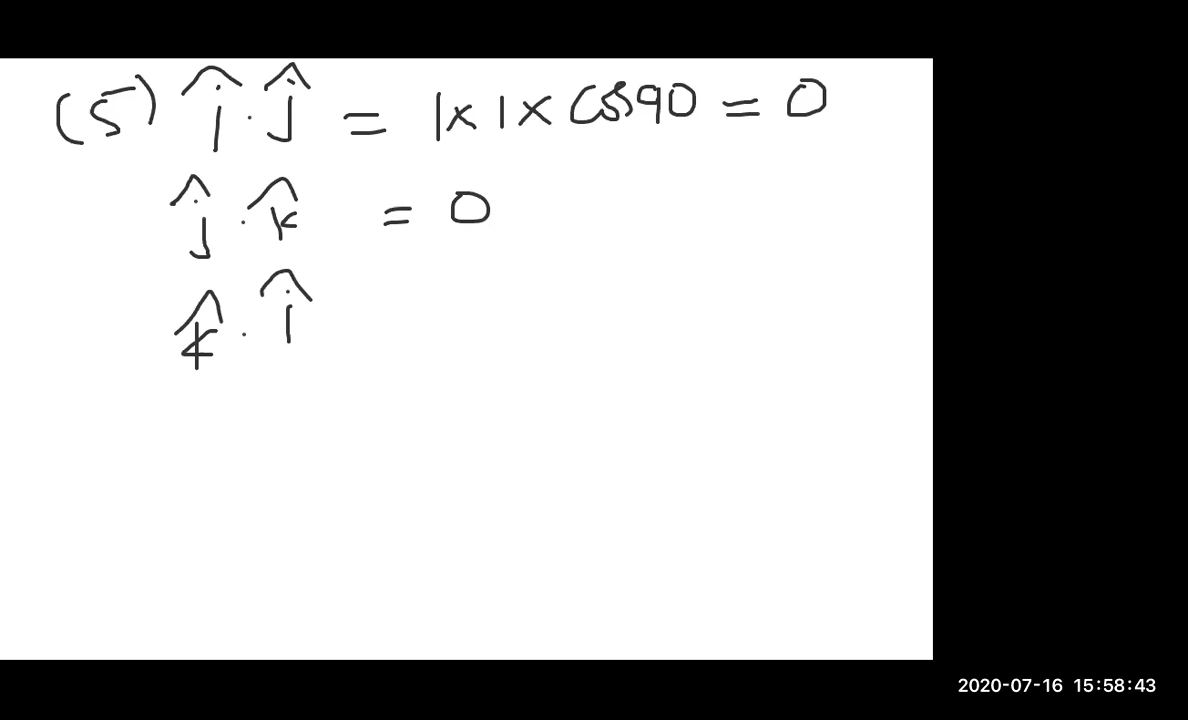 (5) î · ĵ = 1 x 1 x cos90 = 0
ĵ · k̂ = 0
k̂ · î
2020-07-16 15:58:43